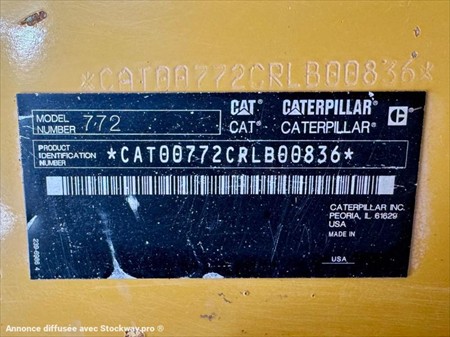 *CAT00772CRLB00836*
MODEL NUMBER 772
CAT CATERPILLAR
CAT® CATERPILLAR®
PRODUCT IDENTIFICATION NUMBER *CAT00772CRLB00836*
CATERPILLAR INC.
PEORIA, IL 61629
USA
MADE IN
USA
Annonce diffusée avec Stockway.pro ®